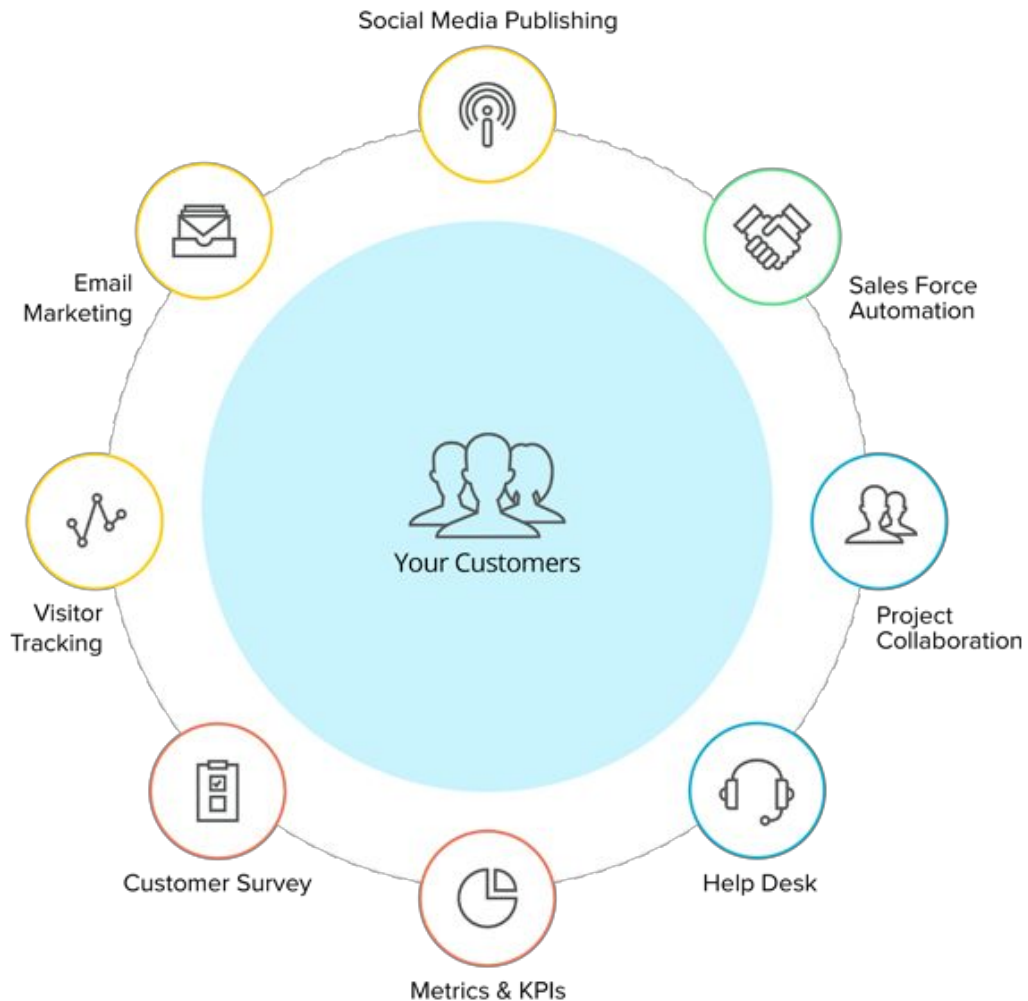 Social Media Publishing
Email
Marketing
Sales Force
Automation
Your Customers
Visitor
Tracking
Project
Collaboration
Customer Survey
Help Desk
Metrics & KPIs